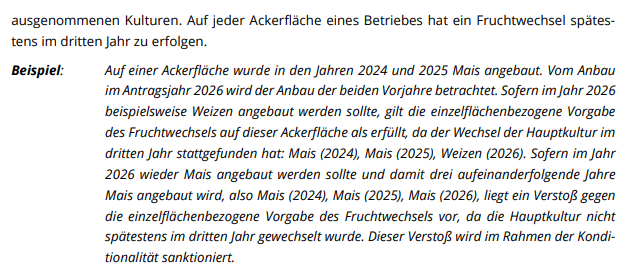 ausgenommenen Kulturen. Auf jeder Ackerfläche eines Betriebes hat ein Fruchtwechsel spätes-
tens im dritten Jahr zu erfolgen.
Beispiel: Auf einer Ackerfläche wurde in den Jahren 2024 und 2025 Mais angebaut. Vom Anbau
im Antragsjahr 2026 wird der Anbau der beiden Vorjahre betrachtet. Sofern im Jahr 2026
beispielsweise Weizen angebaut werden sollte, gilt die einzelflächenbezogene Vorgabe
des Fruchtwechsels auf dieser Ackerfläche als erfüllt, da der Wechsel der Hauptkultur im
dritten Jahr stattgefunden hat: Mais (2024), Mais (2025), Weizen (2026). Sofern im Jahr
2026 wieder Mais angebaut werden sollte und damit drei aufeinanderfolgende Jahre
Mais angebaut wird, also Mais (2024), Mais (2025), Mais (2026), liegt ein Verstoß gegen
die einzelflächenbezogene Vorgabe des Fruchtwechsels vor, da die Hauptkultur nicht
spätestens im dritten Jahr gewechselt wurde. Dieser Verstoß wird im Rahmen der Kondi-
tionalität sanktioniert.